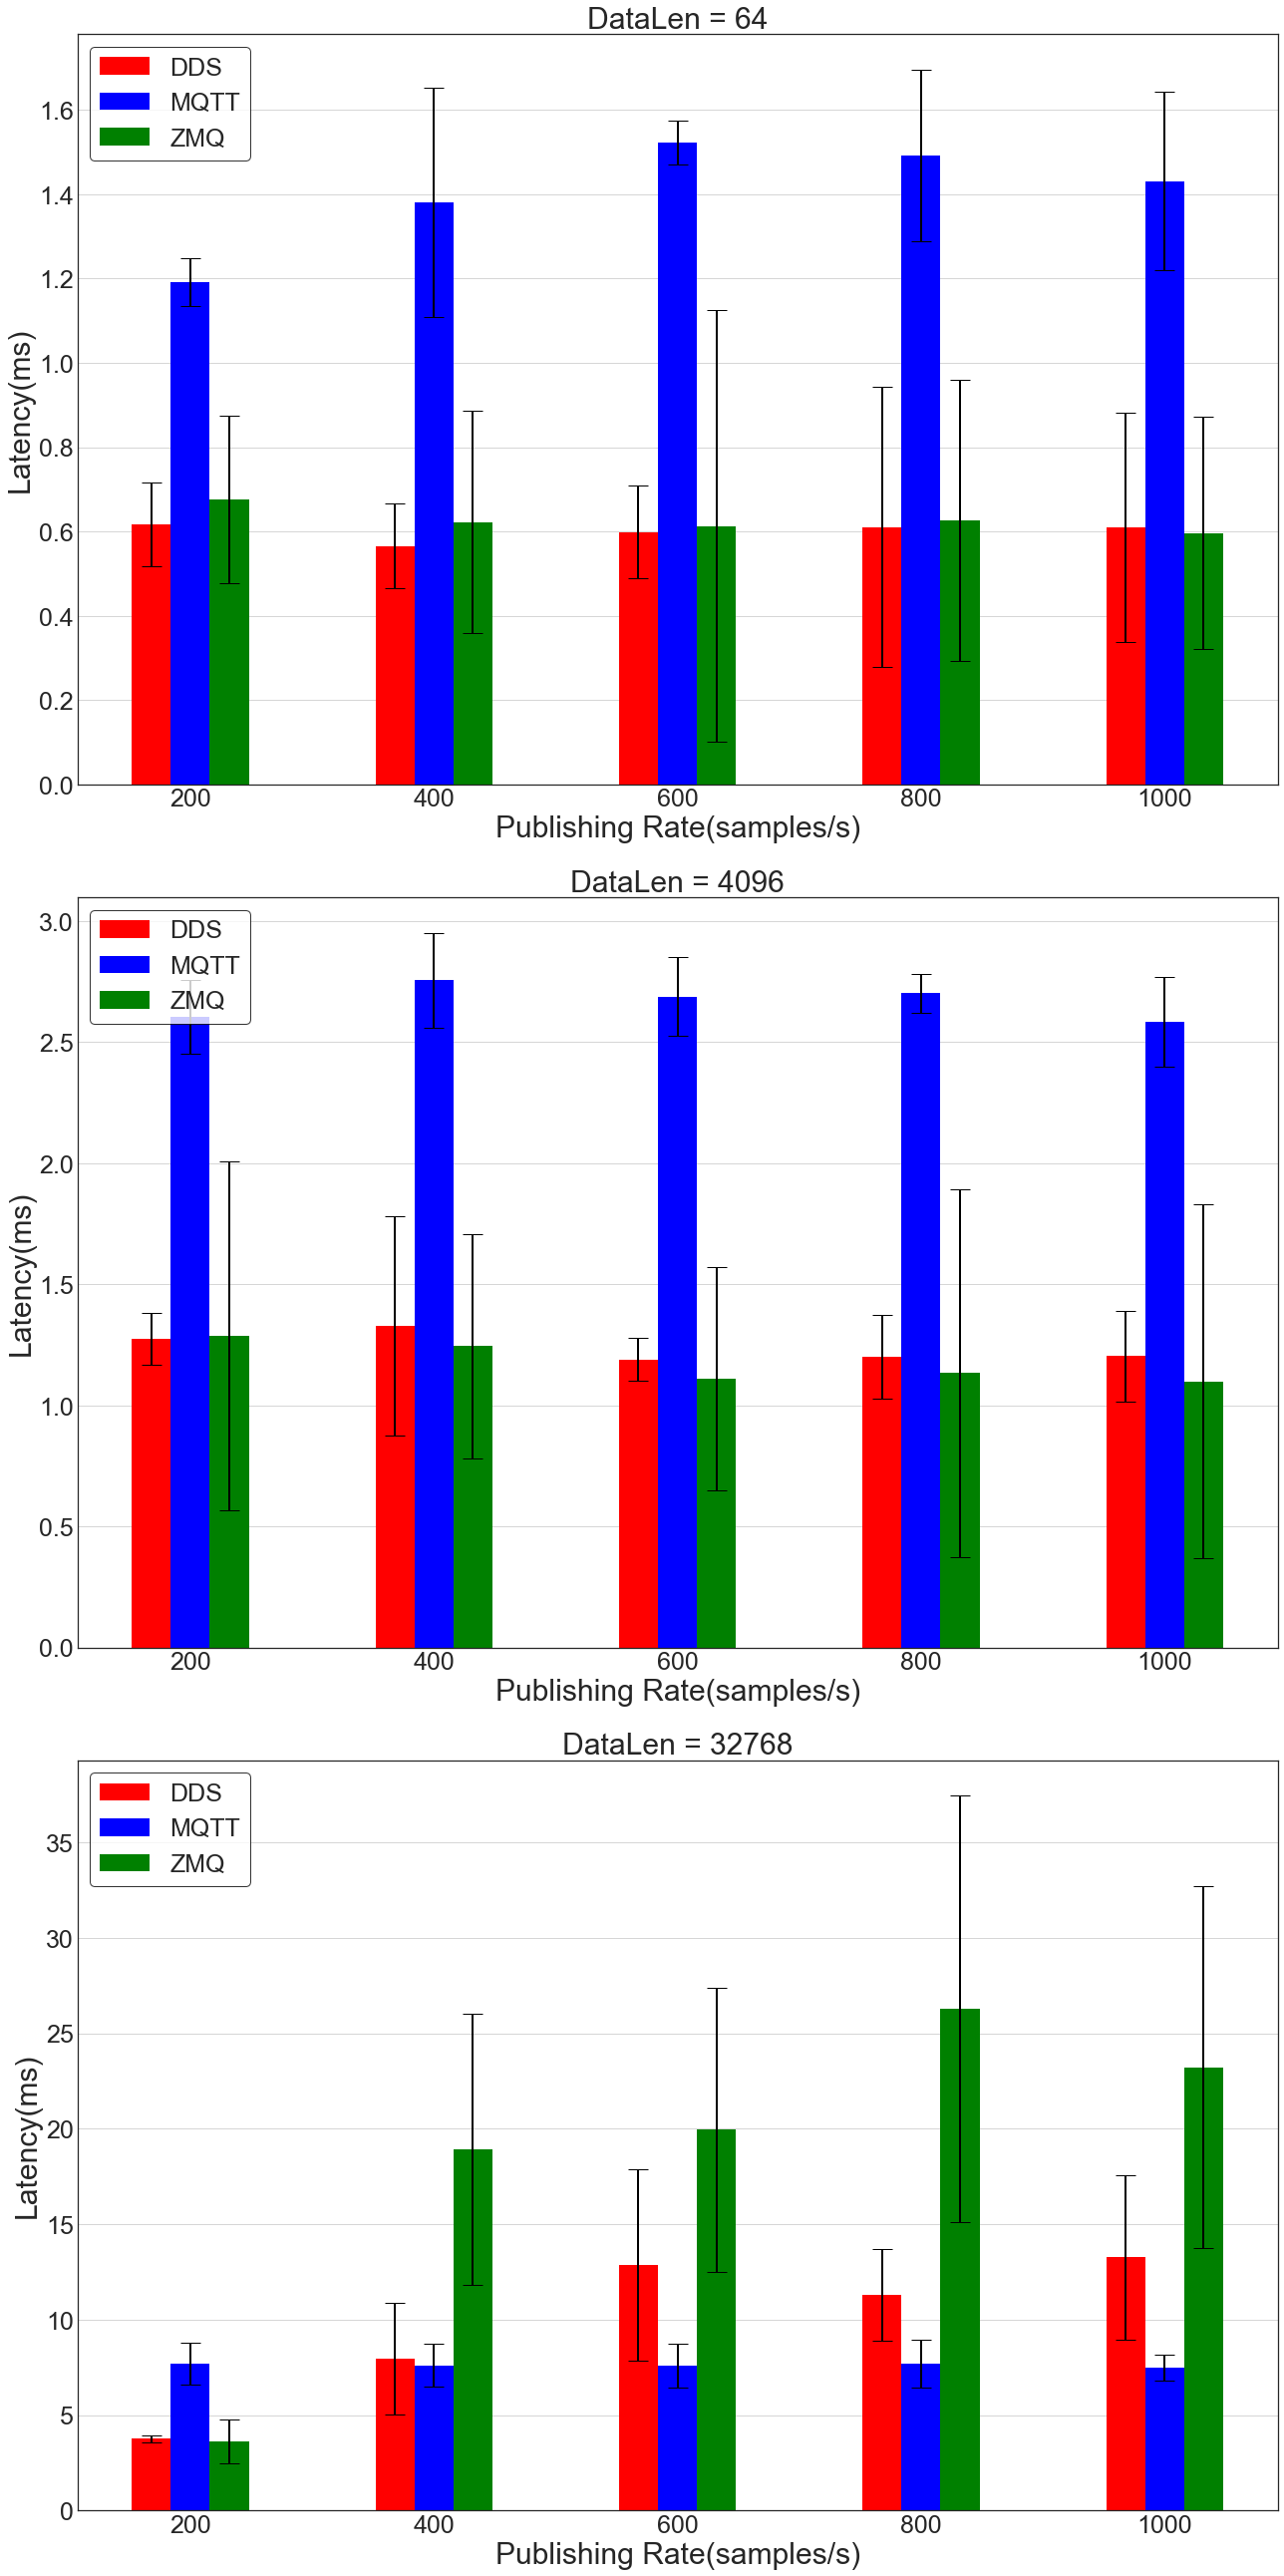 DataLen = 64
DDS
MQTT
ZMQ
1.6
1.4
1.2
1.0
0.8
0.6
0.4
0.2
0.0
Latency(ms)
200 400 600 800 1000
Publishing Rate(samples/s)
DataLen = 4096
DDS
MQTT
ZMQ
3.0
2.5
2.0
1.5
1.0
0.5
0.0
Latency(ms)
200 400 600 800 1000
Publishing Rate(samples/s)
DataLen = 32768
DDS
MQTT
ZMQ
35
30
25
20
15
10
5
0
Latency(ms)
200 400 600 800 1000
Publishing Rate(samples/s)